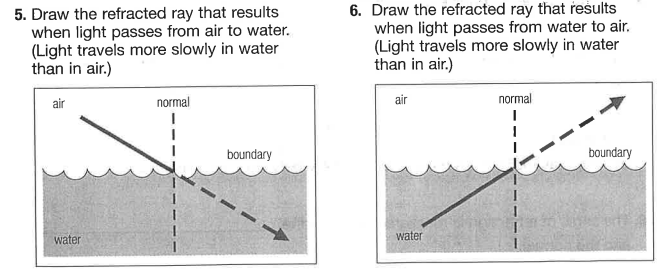 5. Draw the refracted ray that results
when light passes from air to water.
(Light travels more slowly in water
than in air.)
air
normal
boundary
water
6. Draw the refracted ray that results
when light passes from water to air.
(Light travels more slowly in water
than in air.)
air
normal
boundary
water